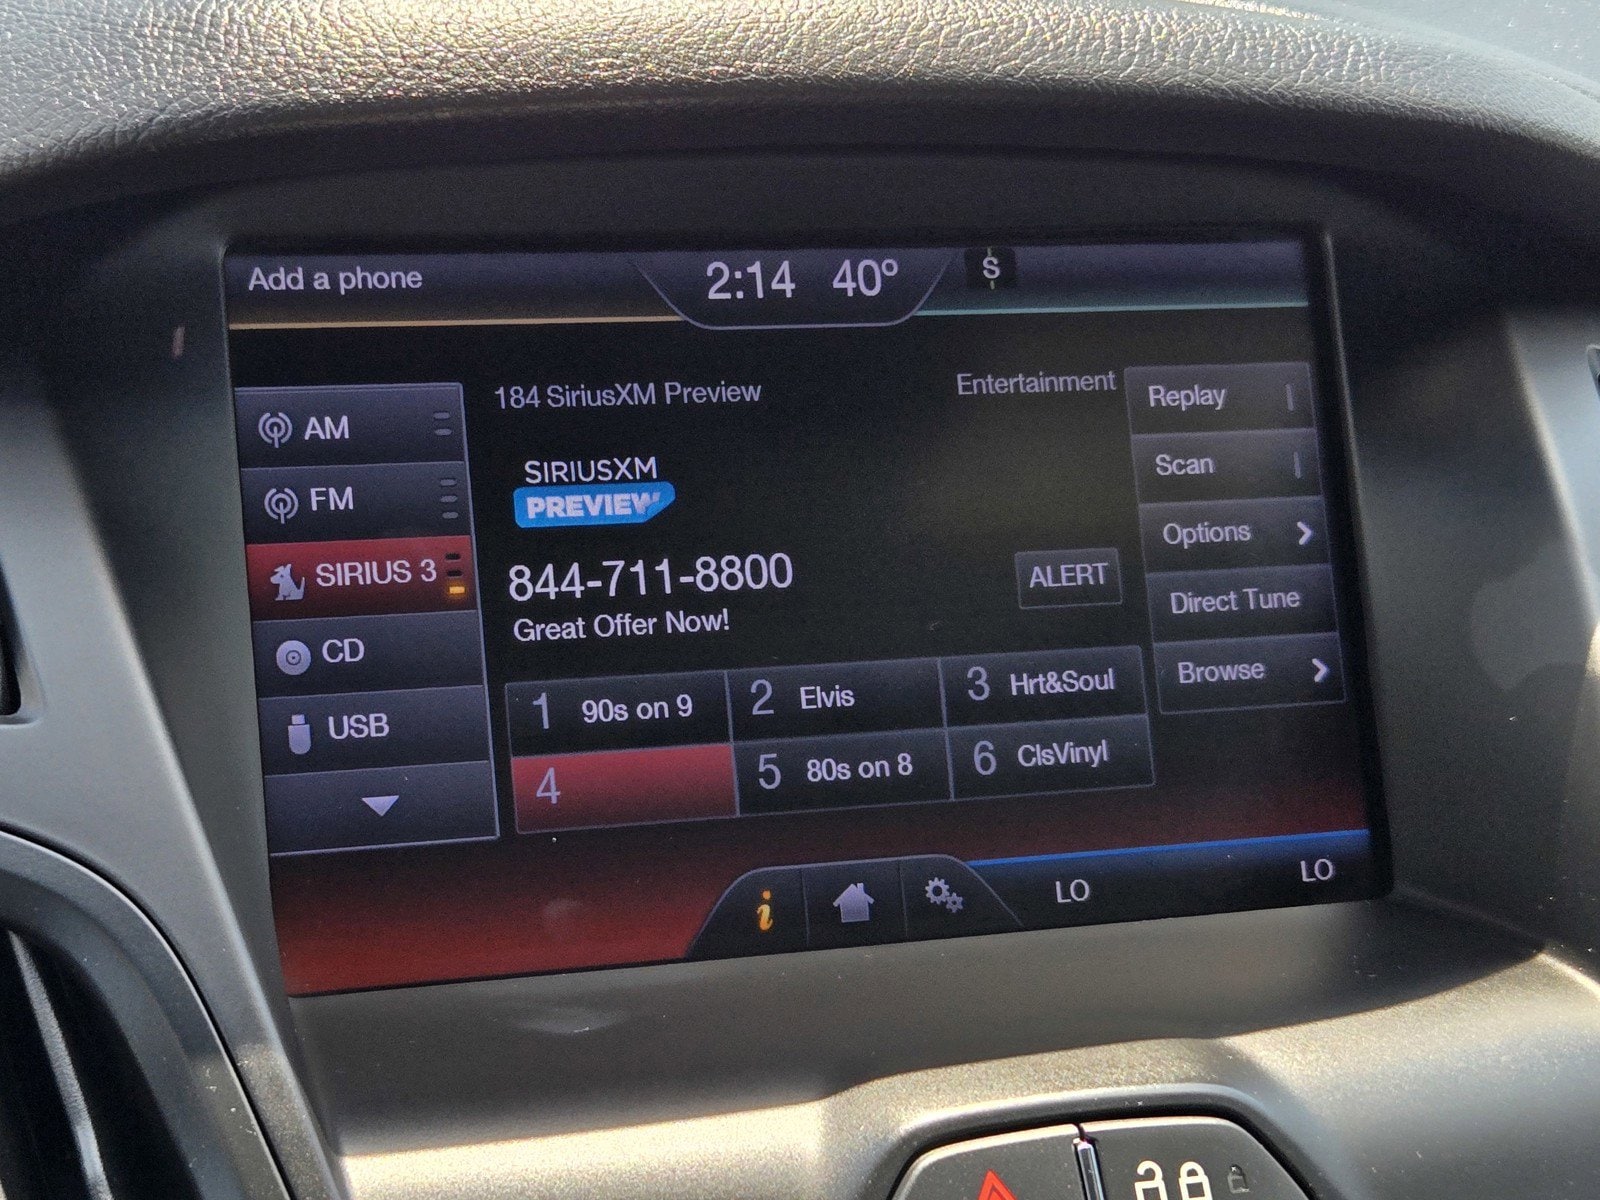 Add a phone
2:14 40°
S
184 SiriusXM Preview
Entertainment
AM
FM
SIRIUS 3
CD
USB
SIRIUSXM
PREVIEW
844-711-8800
Great Offer Now!
ALERT
1 90s on 9
2 Elvis
3 Hrt&Soul
4
5 80s on 8
6 ClsVinyl
Replay
Scan
Options
Direct Tune
Browse
i
LO
LO